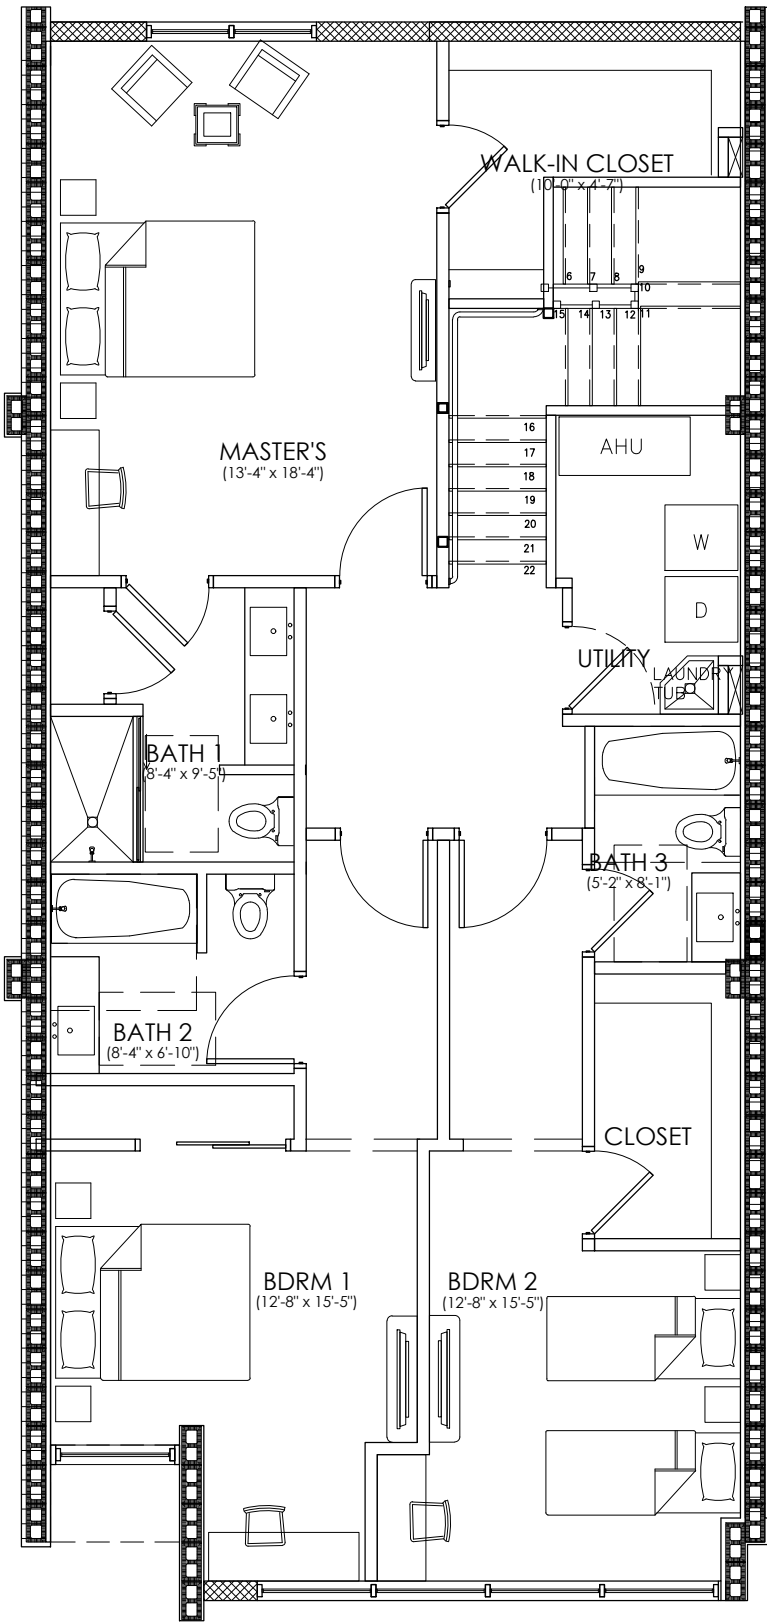 WALK-IN CLOSET
(10'-0" x 4'-7")
6 7 8 9
10
15 14 13 12 11
MASTER'S
(13'-4" x 18'-4")
16
AHU
17
18
19
20
21
22
W
D
UTILITY
LAUNDRY
TUB
BATH 1
(8'-4" x 9'-5")
BATH 3
(5'-2" x 8'-1")
BATH 2
(8'-4" x 6'-10")
CLOSET
BDRM 1
(12'-8" x 15'-5")
BDRM 2
(12'-8" x 15'-5")